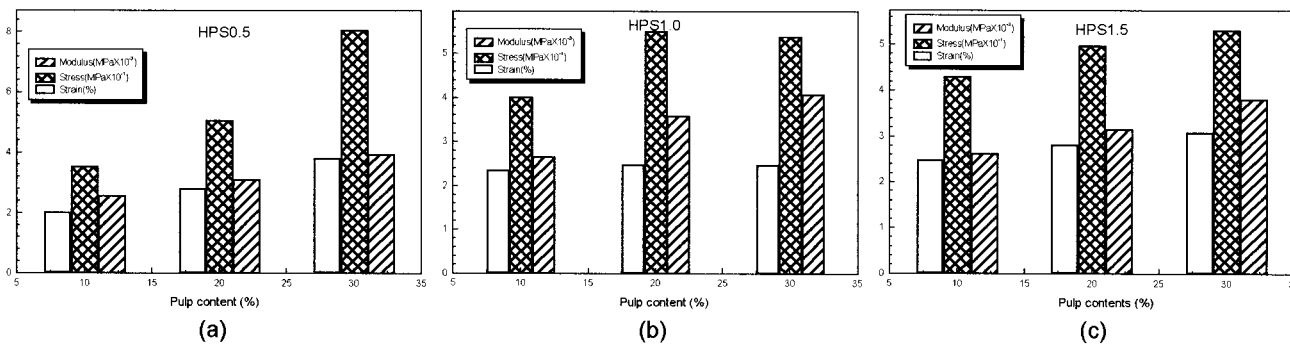 HPS0.5
Modulus(MPaX10⁻³)
Stress(MPaX10⁻¹)
Strain(%)
8
6
4
2
0
5 10 15 20 25 30 35
Pulp content (%)
(a)
HPS1.0
Modulus(MPaX10⁻³)
Stress(MPaX10⁻¹)
Strain(%)
5
4
3
2
1
0
5 10 15 20 25 30 35
Pulp content (%)
(b)
HPS1.5
Modulus(MPaX10⁻³)
Stress(MPaX10⁻¹)
Strain(%)
5
4
3
2
1
0
5 10 15 20 25 30
Pulp contents (%)
(c)